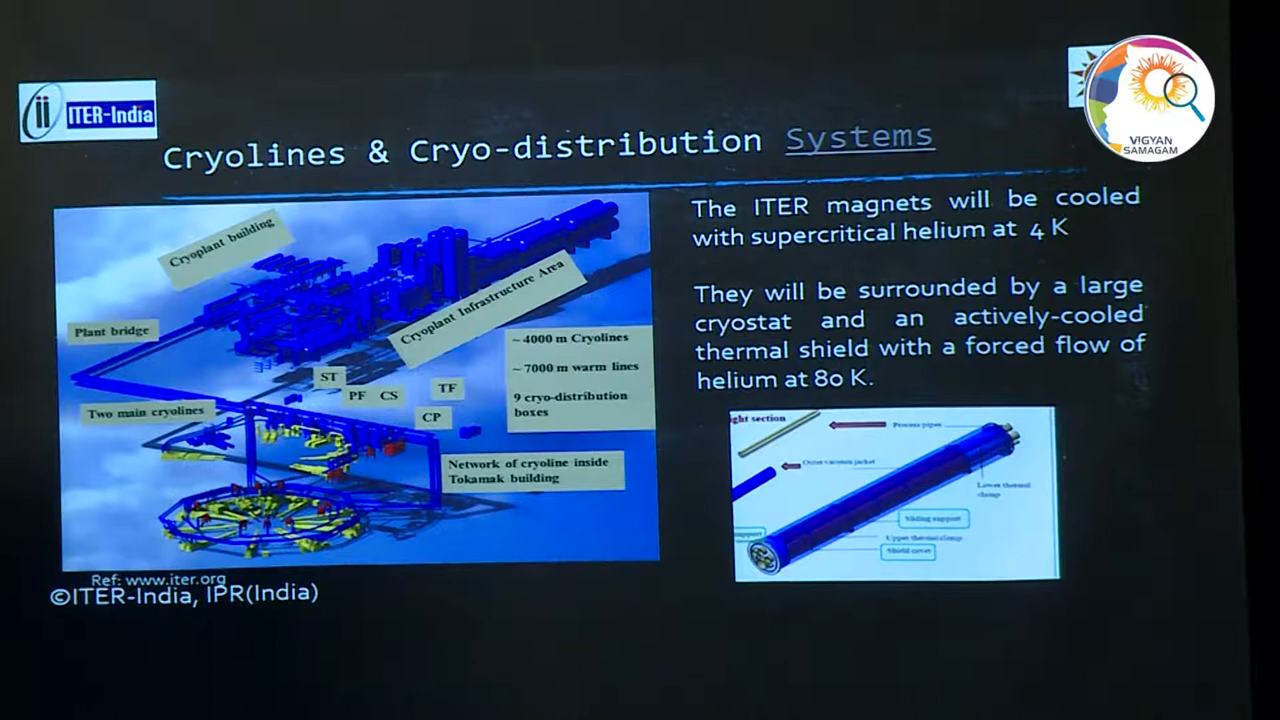 ITER-India
VIGYAN
SAMAGAM
Cryolines & Cryo-distribution Systems
Cryoplant building
Cryoplant Infrastructure Area
Plant bridge
~ 4000 m Cryolines
~ 7000 m warm lines
9 cryo-distribution
boxes
ST
PF CS
TF
CP
Two main cryolines
Network of cryoline inside
Tokamak building
Ref: www.iter.org
©ITER-India, IPR(India)
The ITER magnets will be cooled
with supercritical helium at 4 K
They will be surrounded by a large
cryostat and an actively-cooled
thermal shield with a forced flow of
helium at 80 K.
section
Process pipes
Outer vacuum jacket
Lower thermal
clamp
Sliding support
Upper thermal clamp
Shield cover